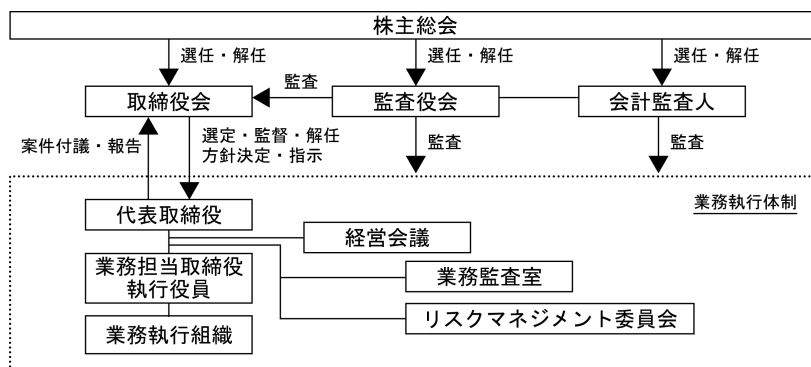 株主総会
選任・解任
選任・解任
選任・解任
監査
取締役会
監査役会
会計監査人
案件付議・報告
選定・監督・解任
方針決定・指示
監査
監査
業務執行体制
代表取締役
経営会議
業務担当取締役
執行役員
業務監査室
業務執行組織
リスクマネジメント委員会